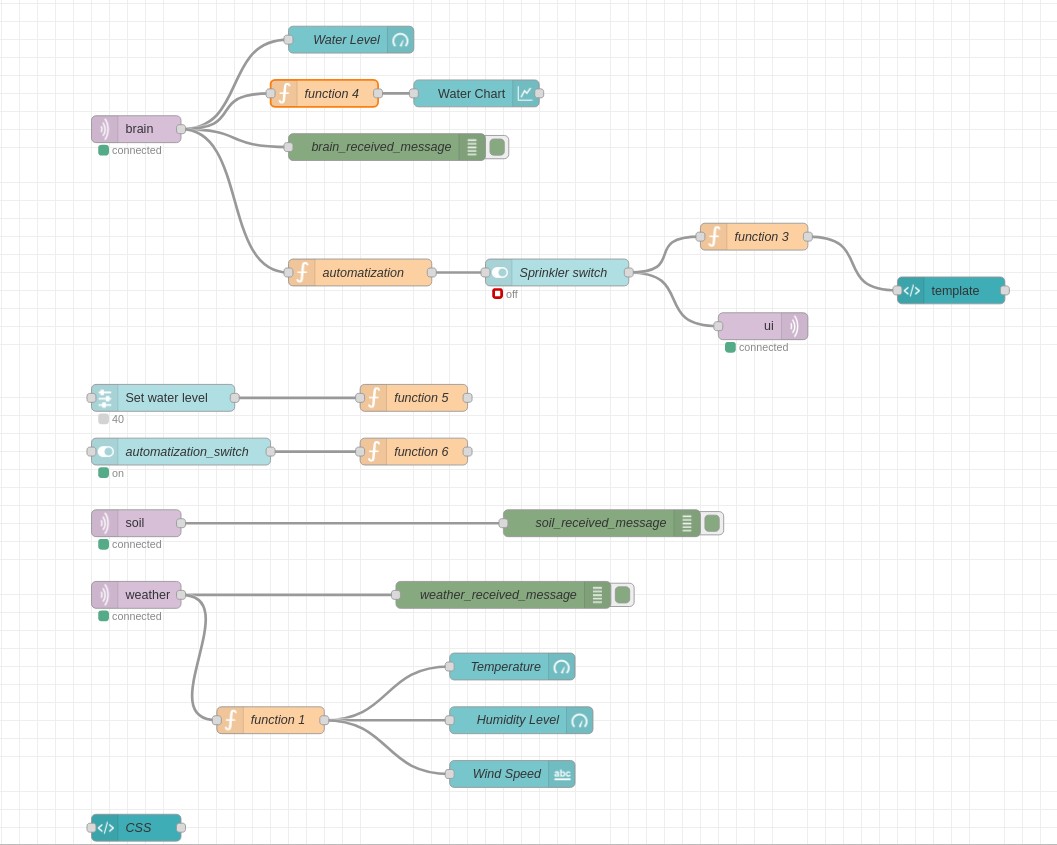 Water Level
function 4
Water Chart
brain
connected
brain_received_message
function 3
automatization
Sprinkler switch
off
template
ui
connected
Set water level
40
function 5
automatization_switch
on
function 6
soil
connected
soil_received_message
weather
connected
weather_received_message
Temperature
function 1
Humidity Level
Wind Speed
abc
CSS